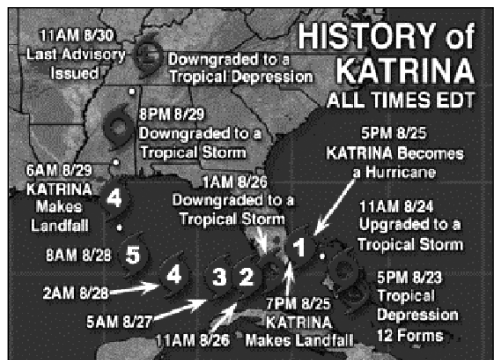 HISTORY of
KATRINA
ALL TIMES EDT
11AM 8/30
Last Advisory
Issued
Downgraded to a
Tropical Depression
8PM 8/29
Downgraded to a
Tropical Storm
6AM 8/29
KATRINA
Makes
Landfall
4
8AM 8/28
5
2AM 8/28
4
5AM 8/27
3
11AM 8/26
2
1AM 8/26
Downgraded to a
Tropical Storm
7PM 8/25
KATRINA
Makes Landfall
1
5PM 8/25
KATRINA Becomes
a Hurricane
11AM 8/24
Upgraded to a
Tropical Storm
5PM 8/23
Tropical
Depression
12 Forms